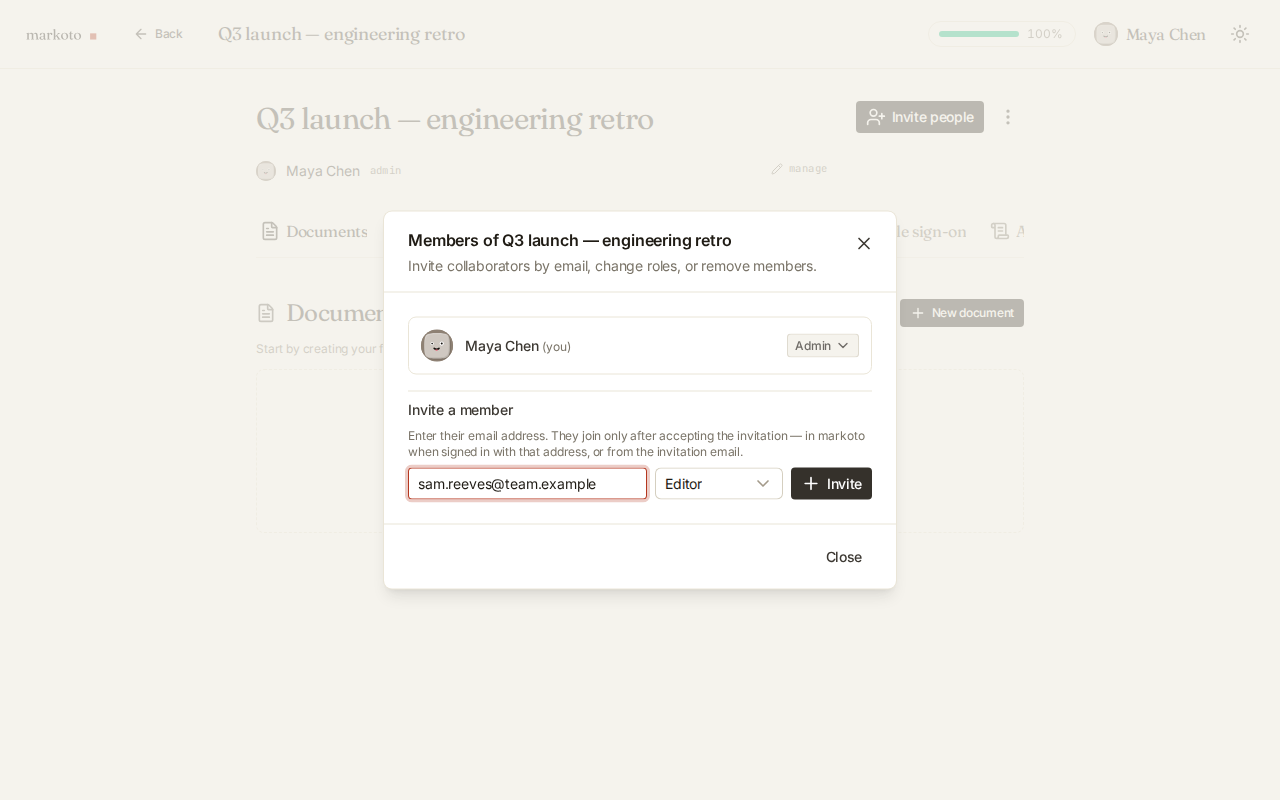 markoto
Back
Q3 launch — engineering retro
100%
Maya Chen
Q3 launch — engineering retro
Invite people
Maya Chen admin
manage
Documents
le sign-on
A
Members of Q3 launch — engineering retro
Invite collaborators by email, change roles, or remove members.
Documen
New document
Start by creating your f
Maya Chen (you)
Admin
Invite a member
Enter their email address. They join only after accepting the invitation — in markoto
when signed in with that address, or from the invitation email.
sam.reeves@team.example
Editor
Invite
Close